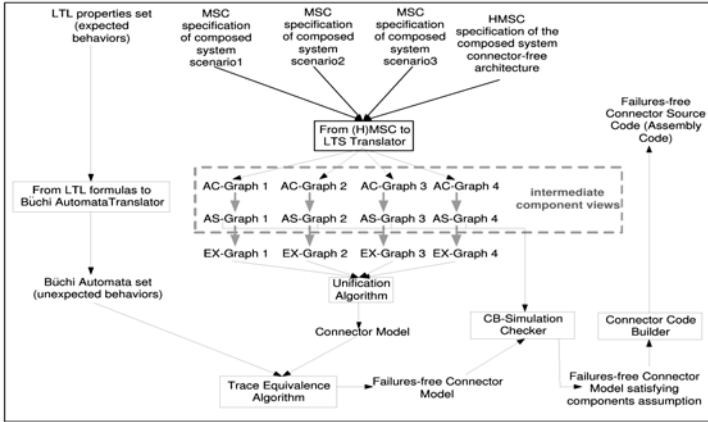 LTL properties set
(expected
behaviors)
MSC
specification
of composed
system
scenario1
MSC
specification
of composed
system
scenario2
MSC
specification
of composed
system
scenario3
HMSC
specification of the
composed system
connector-free
architecture
From (H)MSC to
LTS Translator
Failures-free
Connector Source
Code (Assembly
Code)
From LTL formulas to
Büchi AutomataTranslator
AC-Graph 1 AC-Graph 2 AC-Graph 3 AC-Graph 4
intermediate
component views
AS-Graph 1 AS-Graph 2 AS-Graph 3 AS-Graph 4
EX-Graph 1 EX-Graph 2 EX-Graph 3 EX-Graph 4
Büchi Automata set
(unexpected behaviors)
Unification
Algorithm
Connector Model
CB-Simulation
Checker
Connector Code
Builder
Trace Equivalence
Algorithm
Failures-free Connector
Model
Failures-free Connector
Model satisfying
components assumption